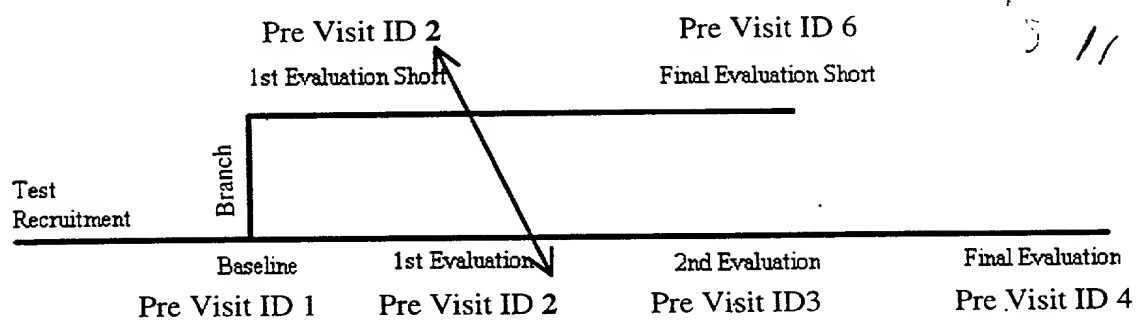 Pre Visit ID 2
Pre Visit ID 6
11
1st Evaluation Short
Final Evaluation Short
Branch
Test
Recruitment
Baseline
1st Evaluation
2nd Evaluation
Final Evaluation
Pre Visit ID 1
Pre Visit ID 2
Pre Visit ID3
Pre Visit ID 4